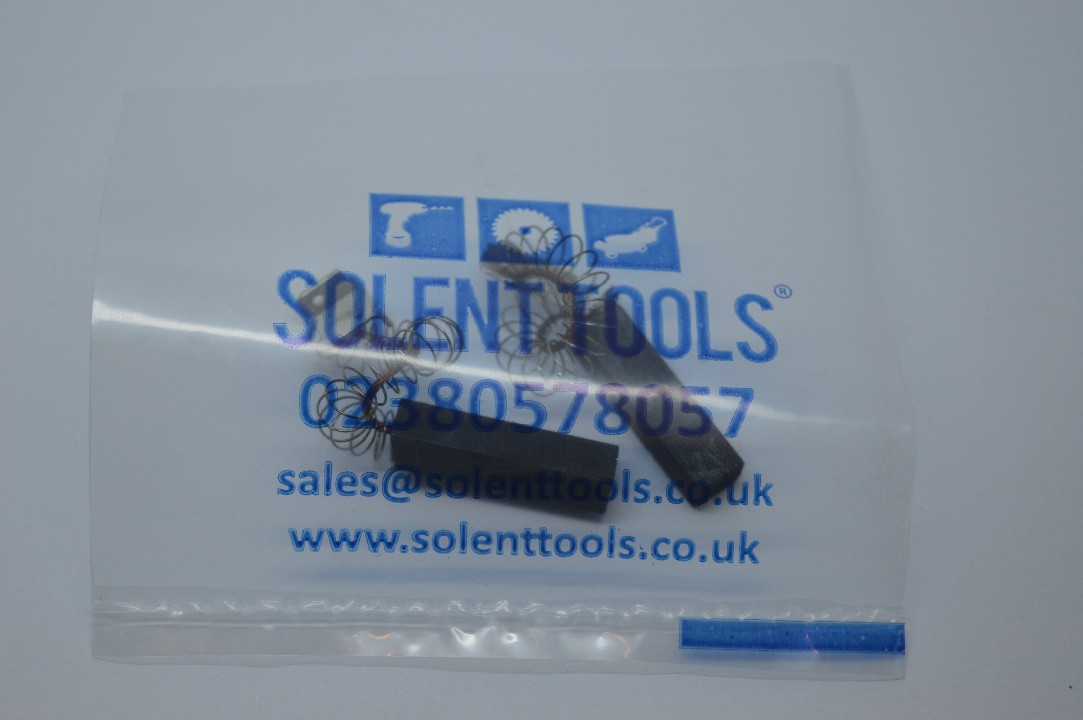 SOLENT TOOLS®
02380578057
sales@solenttools.co.uk
www.solenttools.co.uk